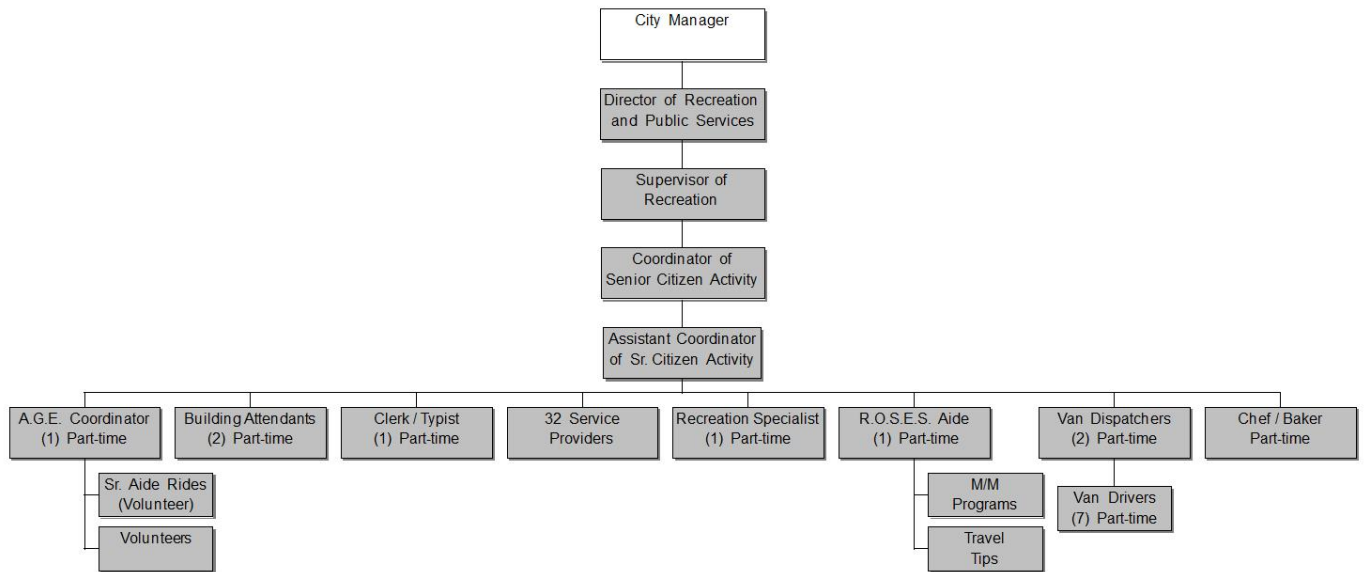 City Manager
Director of Recreation
and Public Services
Supervisor of
Recreation
Coordinator of
Senior Citizen Activity
Assistant Coordinator
of Sr. Citizen Activity
A.G.E. Coordinator
(1) Part-time
Building Attendants
(2) Part-time
Clerk / Typist
(1) Part-time
32 Service
Providers
Recreation Specialist
(1) Part-time
R.O.S.E.S. Aide
(1) Part-time
Van Dispatchers
(2) Part-time
Chef / Baker
Part-time
Sr. Aide Rides
(Volunteer)
Volunteers
M/M
Programs
Travel
Tips
Van Drivers
(7) Part-time